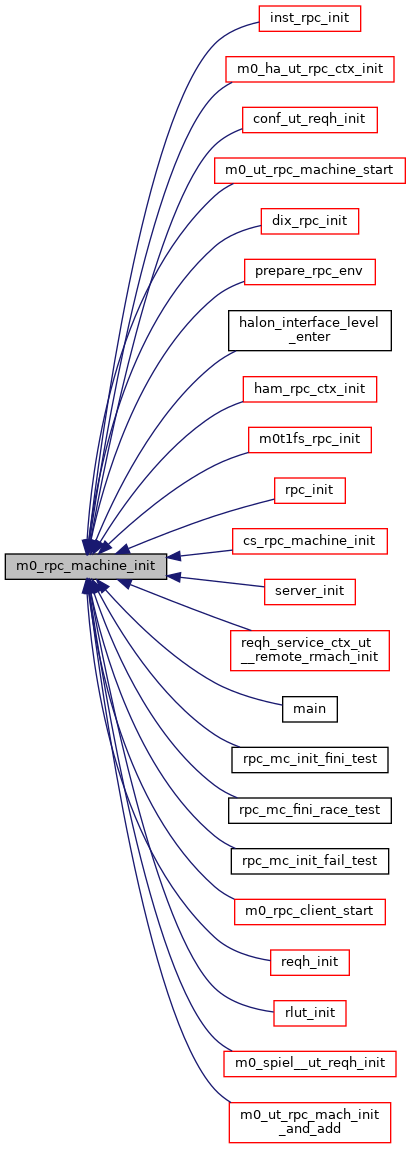 inst_rpc_init
m0_ha_ut_rpc_ctx_init
conf_ut_reqh_init
m0_ut_rpc_machine_start
dix_rpc_init
prepare_rpc_env
halon_interface_level
_enter
ham_rpc_ctx_init
m0t1fs_rpc_init
rpc_init
cs_rpc_machine_init
m0_rpc_machine_init
server_init
reqh_service_ctx_ut
__remote_rmach_init
main
rpc_mc_init_fini_test
rpc_mc_fini_race_test
rpc_mc_init_fail_test
m0_rpc_client_start
reqh_init
rlut_init
m0_spiel__ut_reqh_init
m0_ut_rpc_mach_init
_and_add